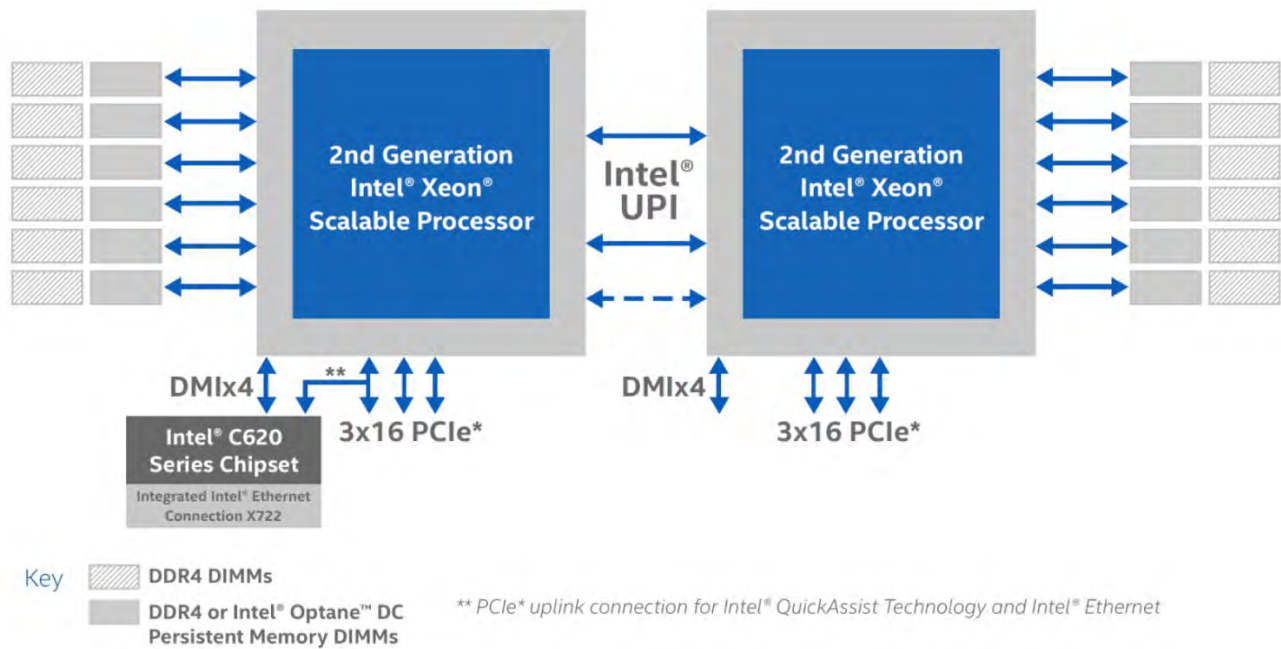 2nd Generation
Intel® Xeon®
Scalable Processor
Intel®
UPI
2nd Generation
Intel® Xeon®
Scalable Processor
DMIx4
**
3x16 PCIe*
DMIx4
3x16 PCIe*
Intel® C620
Series Chipset
Integrated Intel® Ethernet
Connection X722
Key
DDR4 DIMMs
DDR4 or Intel® Optane™ DC
Persistent Memory DIMMs
** PCIe* uplink connection for Intel® QuickAssist Technology and Intel® Ethernet